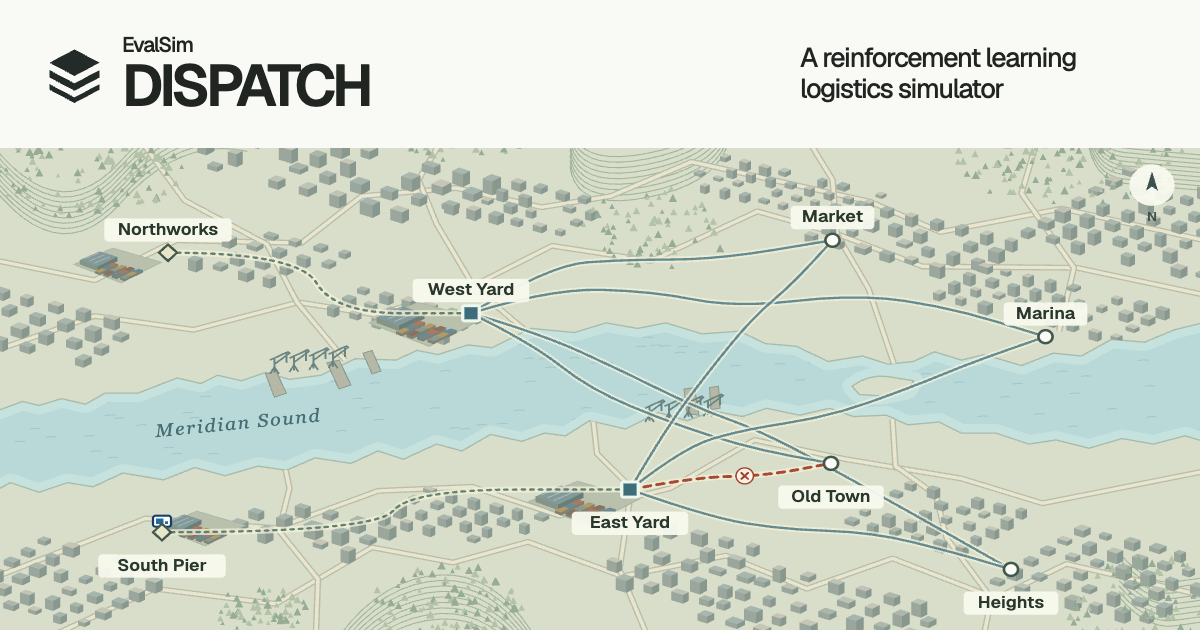 EvalSim
DISPATCH
A reinforcement learning
logistics simulator
N
Northworks
Market
West Yard
Marina
Meridian Sound
Old Town
East Yard
South Pier
Heights